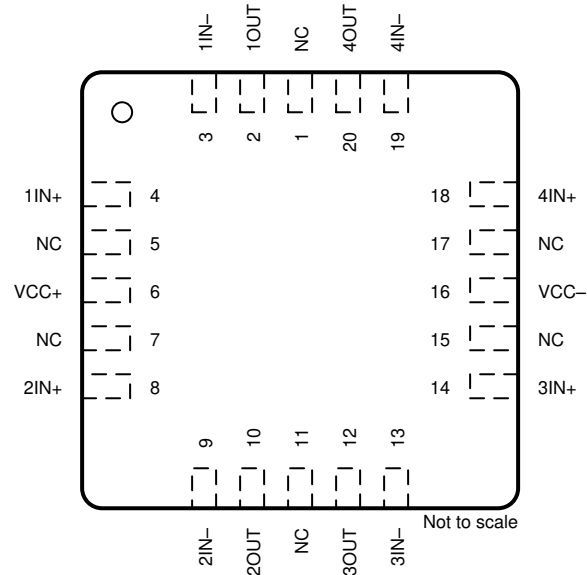 1IN–
1OUT
NC
4OUT
4IN–
3
2
1
20
19
1IN+ 4
18 4IN+
NC 5
17 NC
VCC+ 6
16 VCC–
NC 7
15 NC
2IN+ 8
14 3IN+
9
10
11
12
13
2IN–
2OUT
NC
3OUT
3IN–
Not to scale